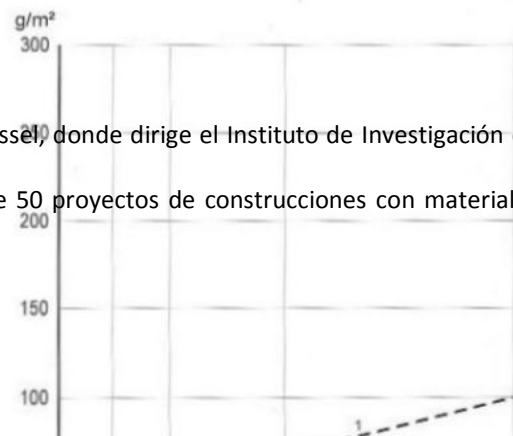 g/m²
300
250
ssel, donde dirige el Instituto de Investigación
e 50 proyectos de construcciones con material
200
150
100
1